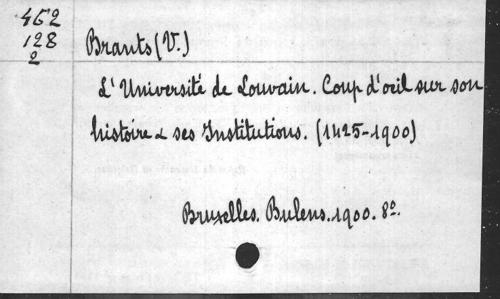 462
128
2
Brants (V.)
L'Université de Louvain. Coup d'oeil sur son
histoire & ses Institutions. (1425-1900)
Bruxelles. Bulens. 1900. 8º.